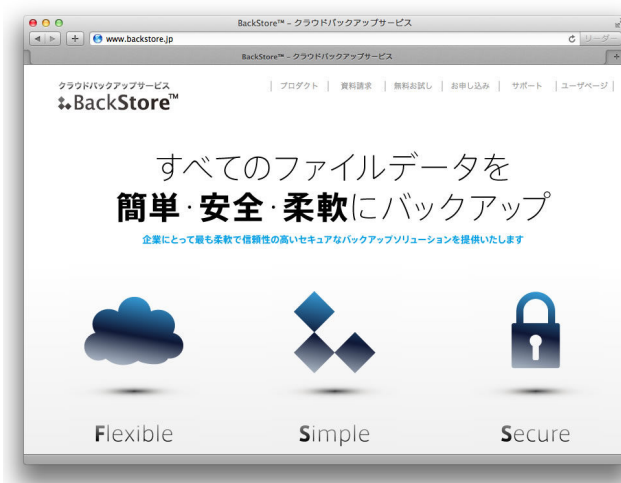 BackStore™ – クラウドバックアップサービス
www.backstore.jp
リーダー
BackStore™ – クラウドバックアップサービス
クラウドバックアップサービス
BackStore™
プロダクト | 資料請求 | 無料お試し | お申し込み | サポート | ユーザページ |
すべてのファイルデータを
簡単·安全·柔軟にバックアップ
企業にとって最も柔軟で信頼性の高いセキュアなバックアップソリューションを提供いたします
Flexible Simple Secure